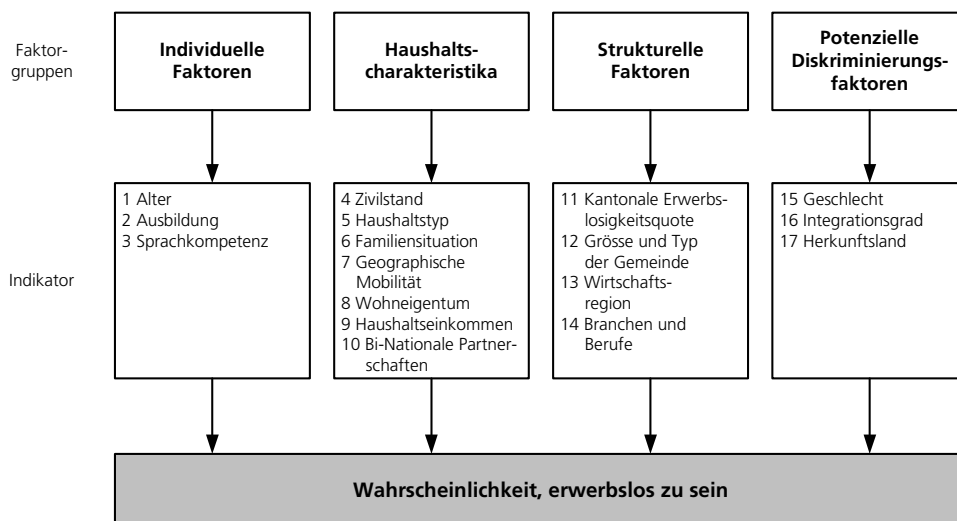 Faktor-
gruppen
Individuelle
Faktoren
Haushalts-
charakteristika
Strukturelle
Faktoren
Potenzielle
Diskriminierungs-
faktoren
Indikator
1 Alter
2 Ausbildung
3 Sprachkompetenz
4 Zivilstand
5 Haushaltstyp
6 Familiensituation
7 Geographische
Mobilität
8 Wohneigentum
9 Haushaltseinkommen
10 Bi-Nationale Partner-
schaften
11 Kantonale Erwerbs-
losigkeitsquote
12 Grösse und Typ
der Gemeinde
13 Wirtschafts-
region
14 Branchen und
Berufe
15 Geschlecht
16 Integrationsgrad
17 Herkunftsland
Wahrscheinlichkeit, erwerbslos zu sein